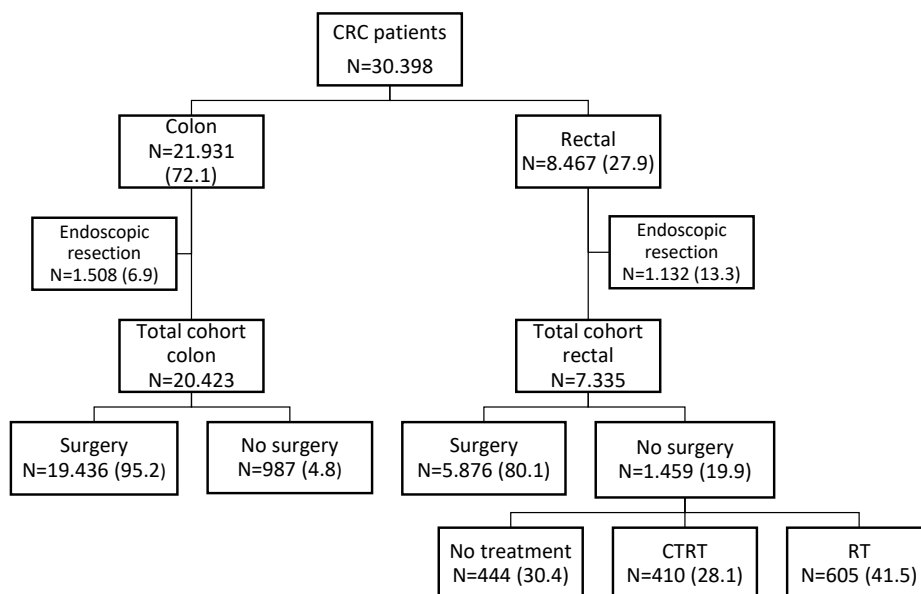 CRC patients
N=30.398
Colon
N=21.931
(72.1)
Rectal
N=8.467 (27.9)
Endoscopic
resection
N=1.508 (6.9)
Endoscopic
resection
N=1.132 (13.3)
Total cohort
colon
N=20.423
Total cohort
rectal
N=7.335
Surgery
N=19.436 (95.2)
No surgery
N=987 (4.8)
Surgery
N=5.876 (80.1)
No surgery
N=1.459 (19.9)
No treatment
N=444 (30.4)
CTRT
N=410 (28.1)
RT
N=605 (41.5)